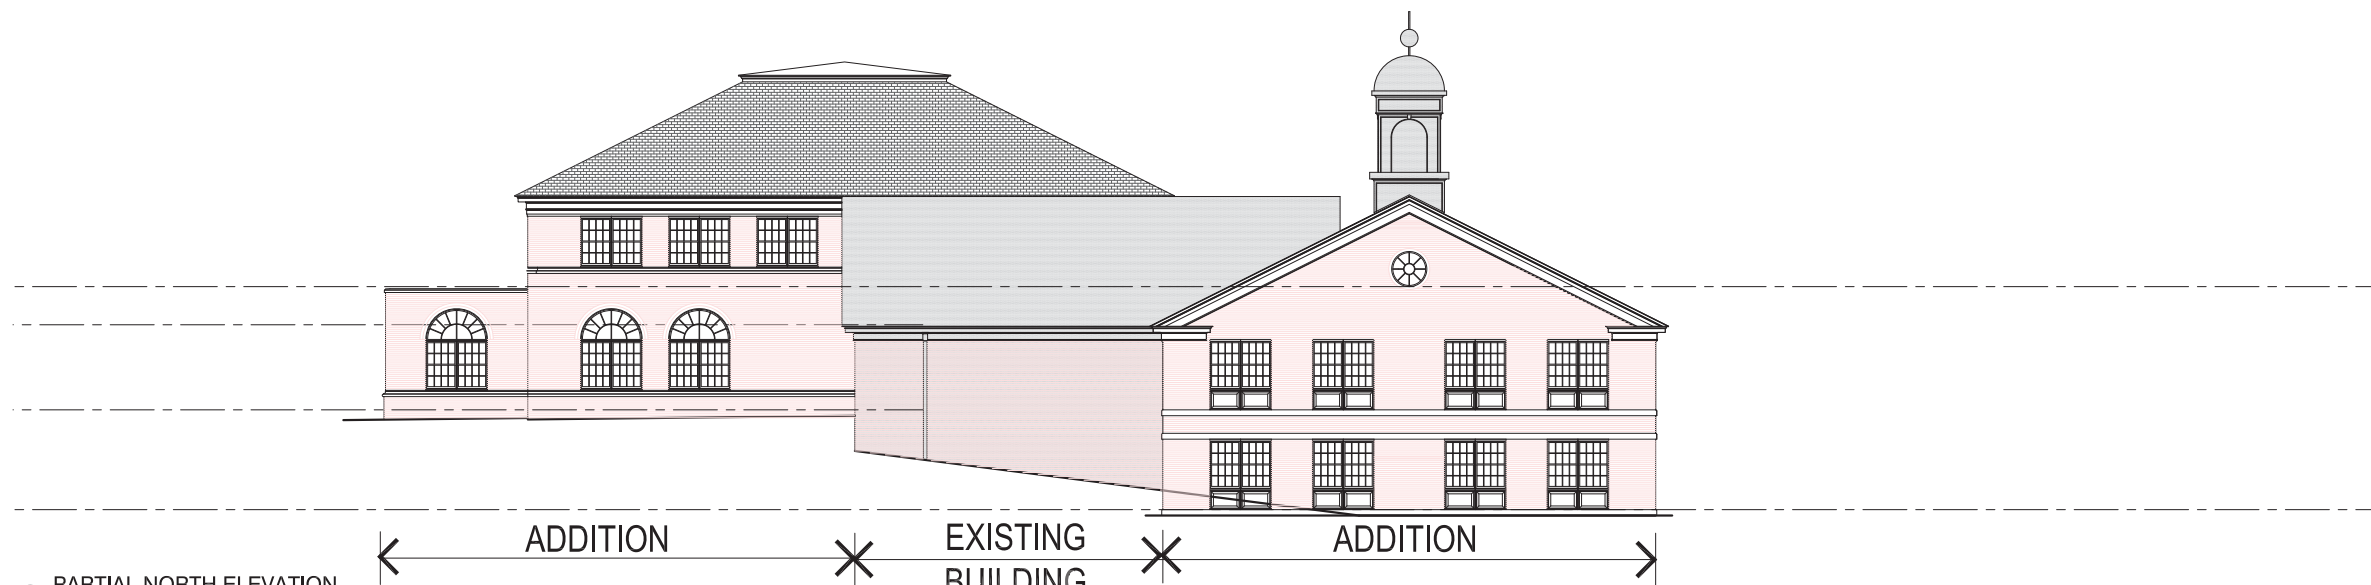 ADDITION
EXISTING
BUILDING
ADDITION
PARTIAL NORTH ELEVATION